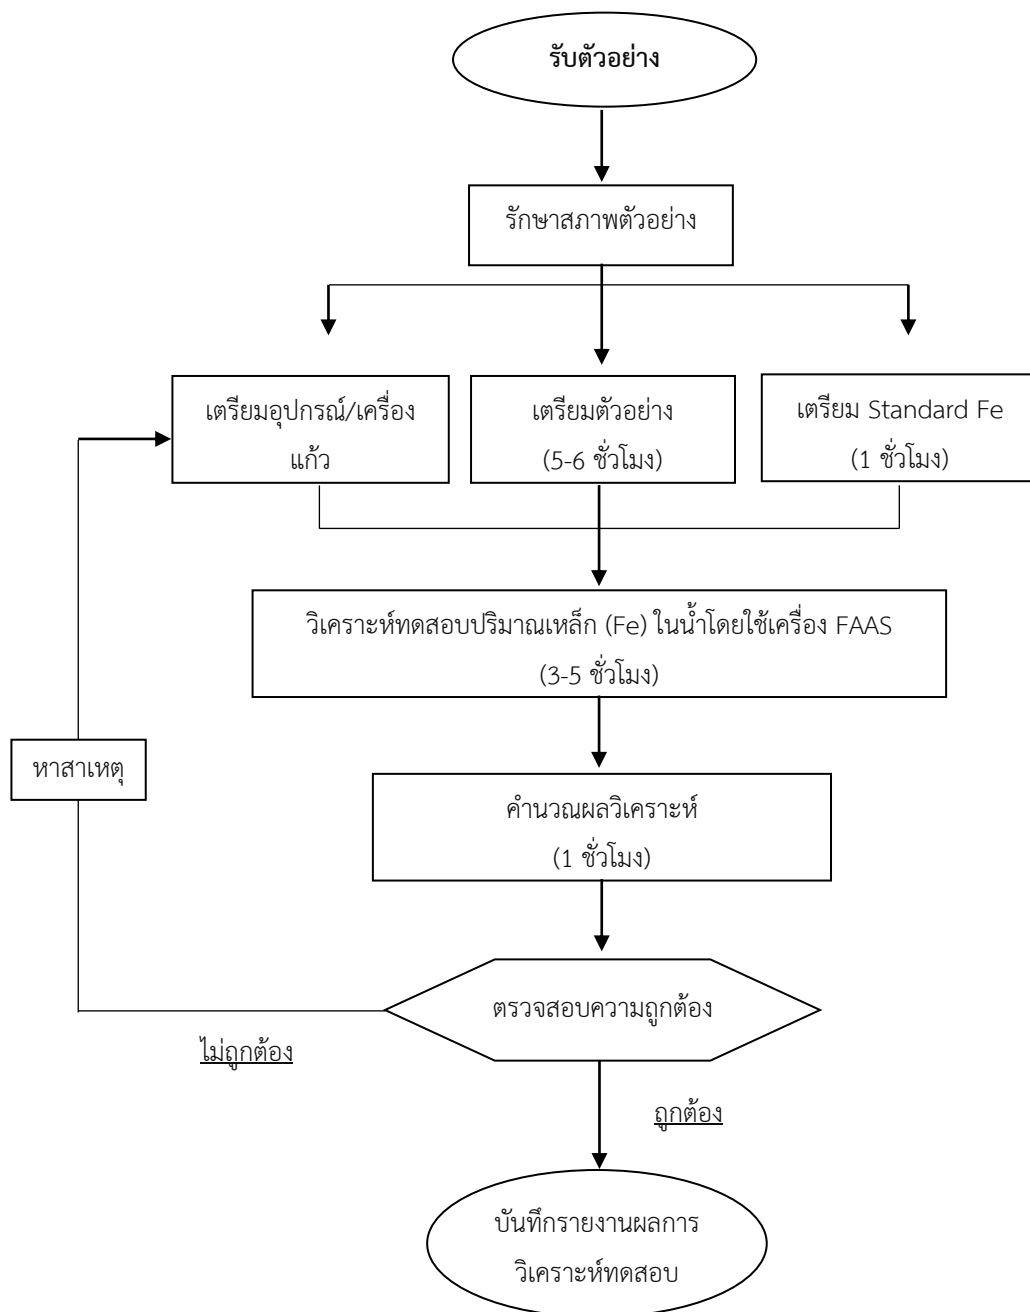 รับตัวอย่าง
รักษาสภาพตัวอย่าง
เตรียมอุปกรณ์/เครื่อง
แก้ว
เตรียมตัวอย่าง
(5-6 ชั่วโมง)
เตรียม Standard Fe
(1 ชั่วโมง)
วิเคราะห์ทดสอบปริมาณเหล็ก (Fe) ในน้ำโดยใช้เครื่อง FAAS
(3-5 ชั่วโมง)
หาสาเหตุ
คำนวณผลวิเคราะห์
(1 ชั่วโมง)
ตรวจสอบความถูกต้อง
ไม่ถูกต้อง
ถูกต้อง
บันทึกรายงานผลการ
วิเคราะห์ทดสอบ